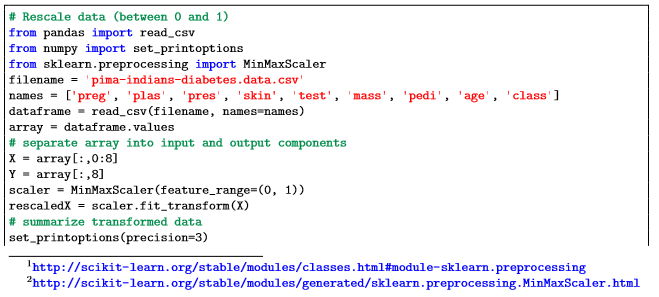 # Rescale data (between 0 and 1)
from pandas import read_csv
from numpy import set_printoptions
from sklearn.preprocessing import MinMaxScaler
filename = 'pima-indians-diabetes.data.csv'
names = ['preg', 'plas', 'pres', 'skin', 'test', 'mass', 'pedi', 'age', 'class']
dataframe = read_csv(filename, names=names)
array = dataframe.values
# separate array into input and output components
X = array[:,0:8]
Y = array[:,8]
scaler = MinMaxScaler(feature_range=(0, 1))
rescaledX = scaler.fit_transform(X)
# summarize transformed data
set_printoptions(precision=3)
1http://scikit-learn.org/stable/modules/classes.html#module-sklearn.preprocessing
2http://scikit-learn.org/stable/modules/generated/sklearn.preprocessing.MinMaxScaler.html